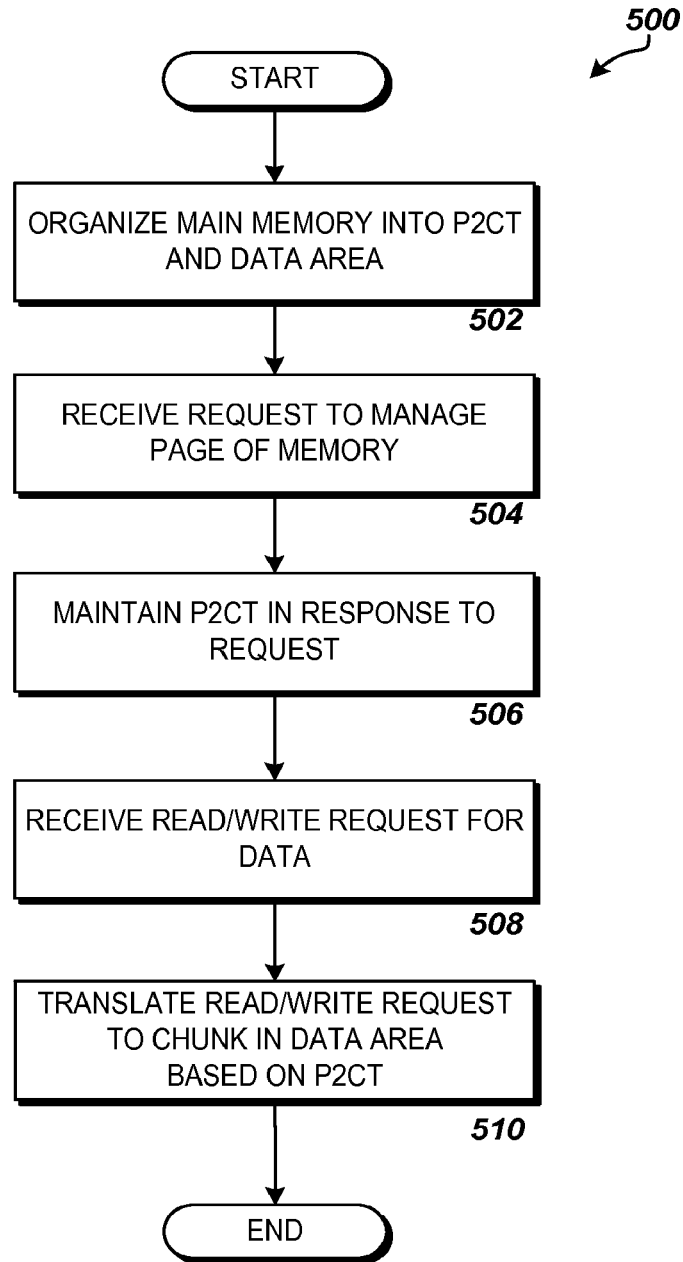 500
START
ORGANIZE MAIN MEMORY INTO P2CT
AND DATA AREA
502
RECEIVE REQUEST TO MANAGE
PAGE OF MEMORY
504
MAINTAIN P2CT IN RESPONSE TO
REQUEST
506
RECEIVE READ/WRITE REQUEST FOR
DATA
508
TRANSLATE READ/WRITE REQUEST
TO CHUNK IN DATA AREA
BASED ON P2CT
510
END